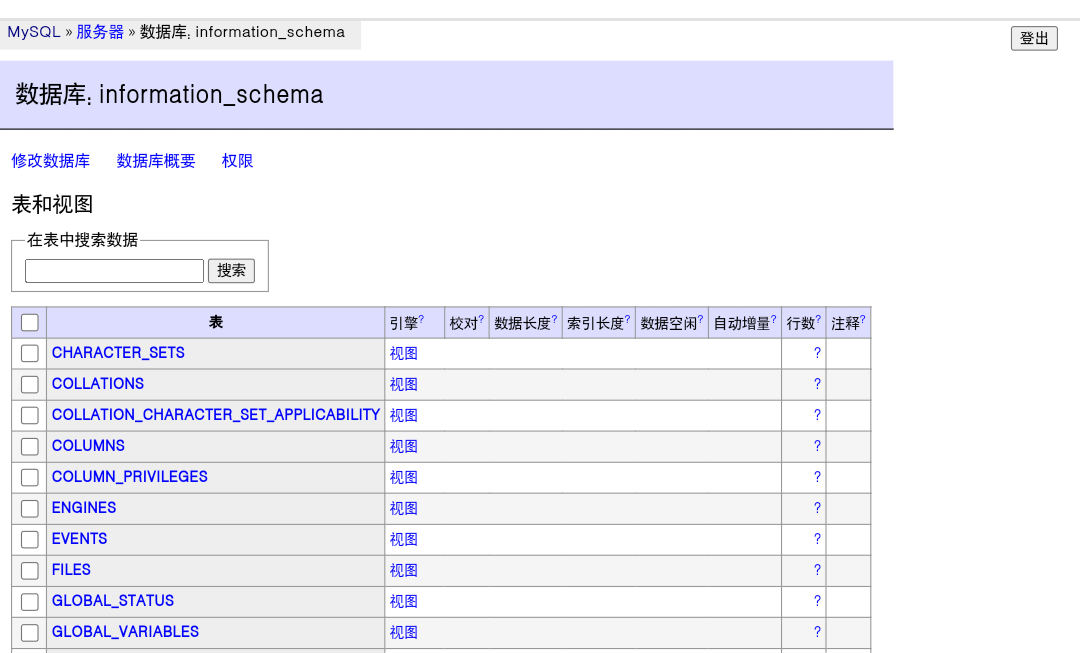 MySQL » 服务器 » 数据库: information_schema
登出
数据库: information_schema
修改数据库 数据库概要 权限
表和视图
在表中搜索数据
搜索
表 引擎? 校对? 数据长度? 索引长度? 数据空闲? 自动增量? 行数? 注释?
CHARACTER_SETS 视图 ?
COLLATIONS 视图 ?
COLLATION_CHARACTER_SET_APPLICABILITY 视图 ?
COLUMNS 视图 ?
COLUMN_PRIVILEGES 视图 ?
ENGINES 视图 ?
EVENTS 视图 ?
FILES 视图 ?
GLOBAL_STATUS 视图 ?
GLOBAL_VARIABLES 视图 ?